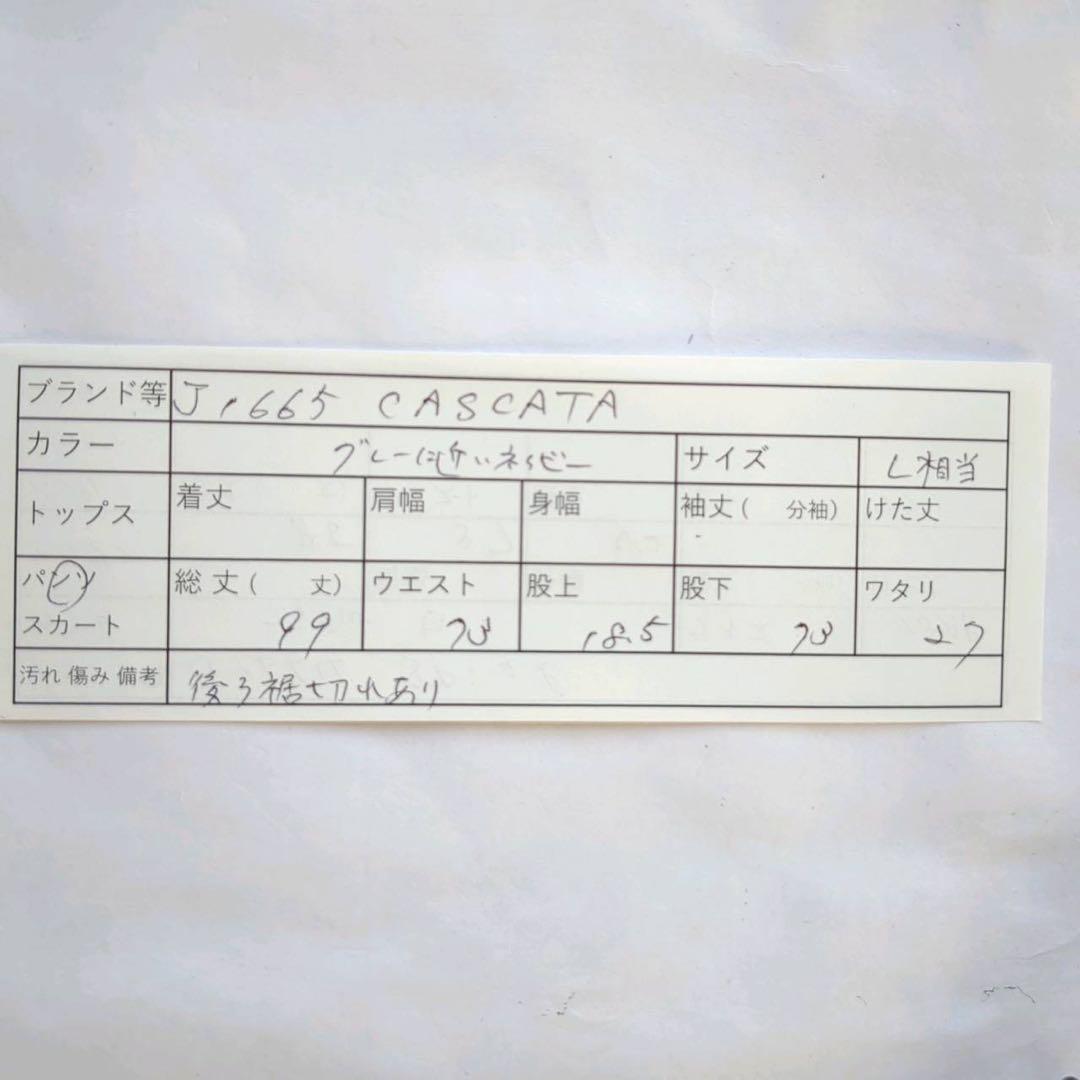 ブランド等 J.665 CASCATA
カラー ブルーに近いネイビー サイズ L相当
トップス 着丈 肩幅 身幅 袖丈( 分袖) けた丈
パンツ 総丈( 丈) ウエスト 股上 股下 ワタリ
スカート 99 73 18.5 73 27
汚れ 傷み 備考 後ろ裾切れあり